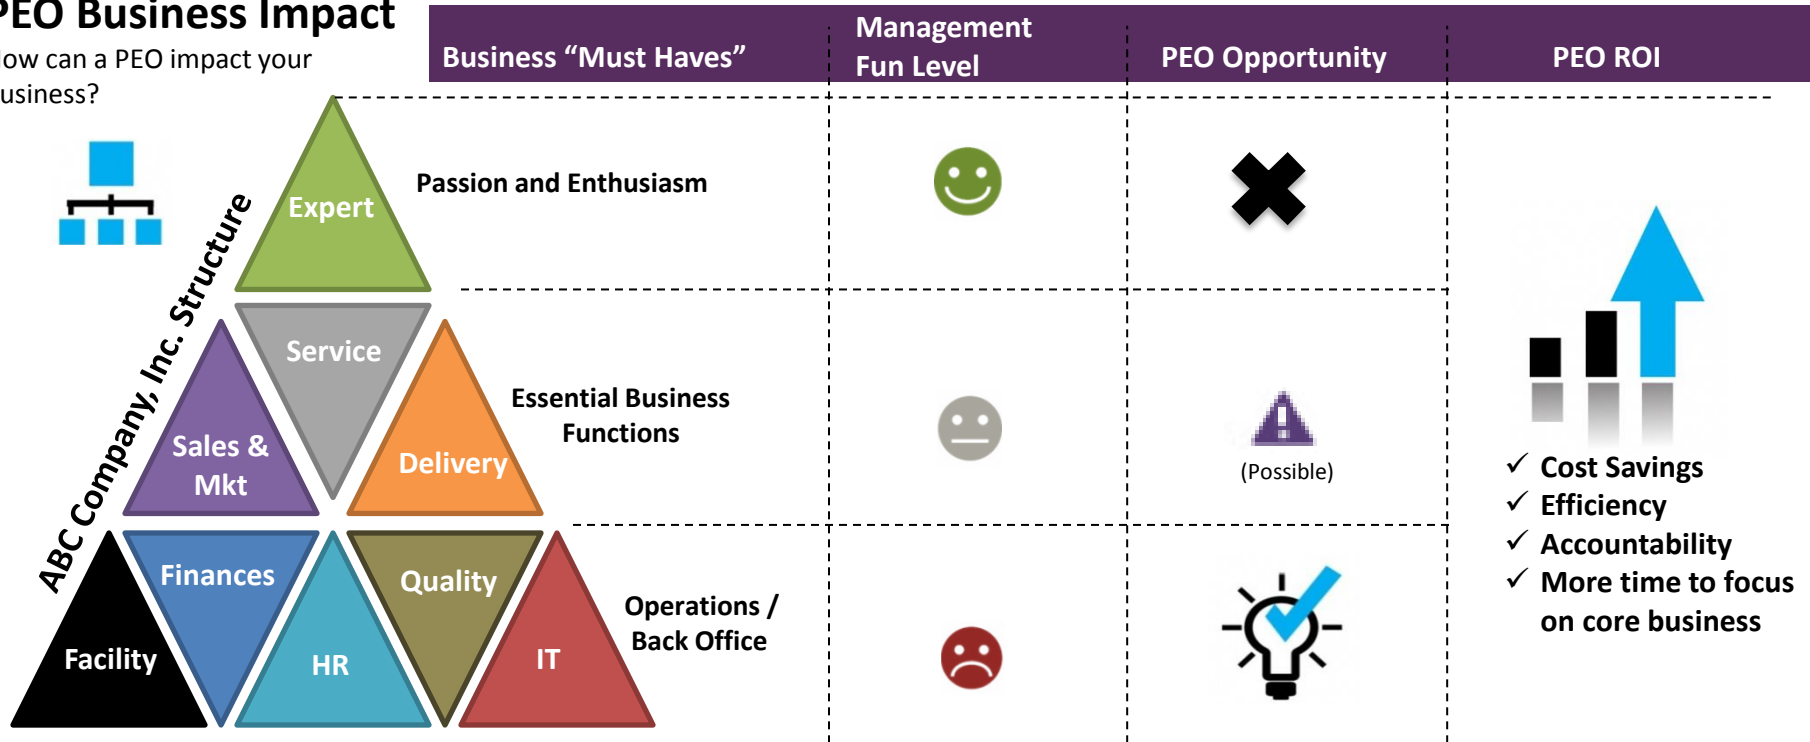 PEO Business Impact
How can a PEO impact your
business?
Business “Must Haves”
Management
Fun Level
PEO Opportunity
PEO ROI
ABC Company, Inc. Structure
Expert
Passion and Enthusiasm
Service
Sales &
Mkt
Delivery
Essential Business
Functions
(Possible)
Facility
Finances
HR
Quality
IT
Operations /
Back Office
✓ Cost Savings
✓ Efficiency
✓ Accountability
✓ More time to focus
on core business